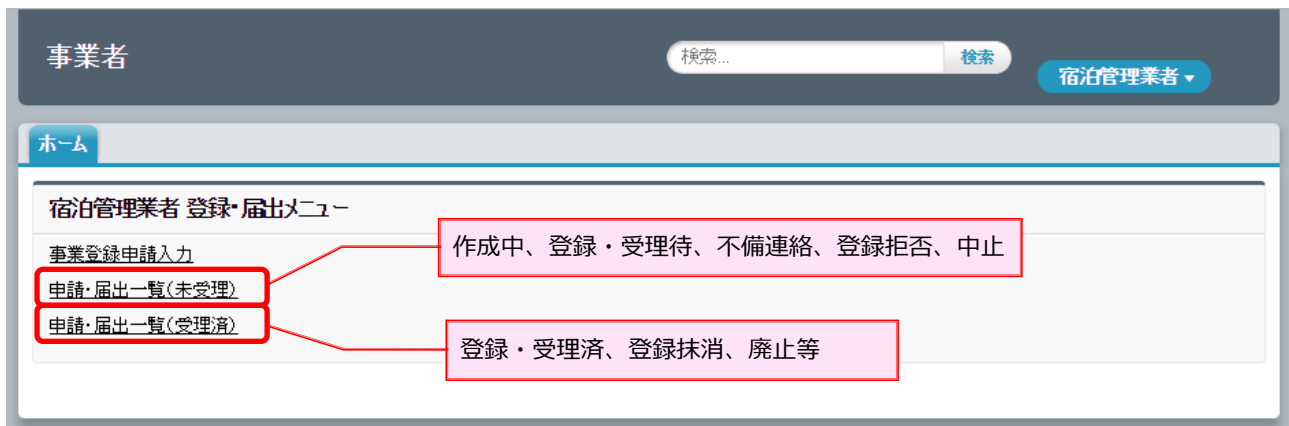 事業者
検索...
検索
宿泊管理業者▼
ホーム
宿泊管理業者 登録・届出メニュー
事業登録申請入力
作成中、登録・受理待、不備連絡、登録拒否、中止
申請・届出一覧(未受理)
申請・届出一覧(受理済)
登録・受理済、登録抹消、廃止等